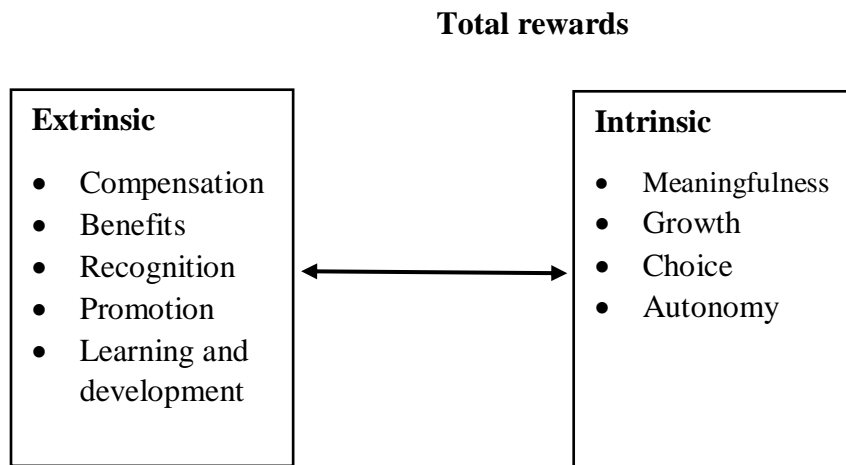 Total rewards
Extrinsic
• Compensation
• Benefits
• Recognition
• Promotion
• Learning and
development
Intrinsic
• Meaningfulness
• Growth
• Choice
• Autonomy